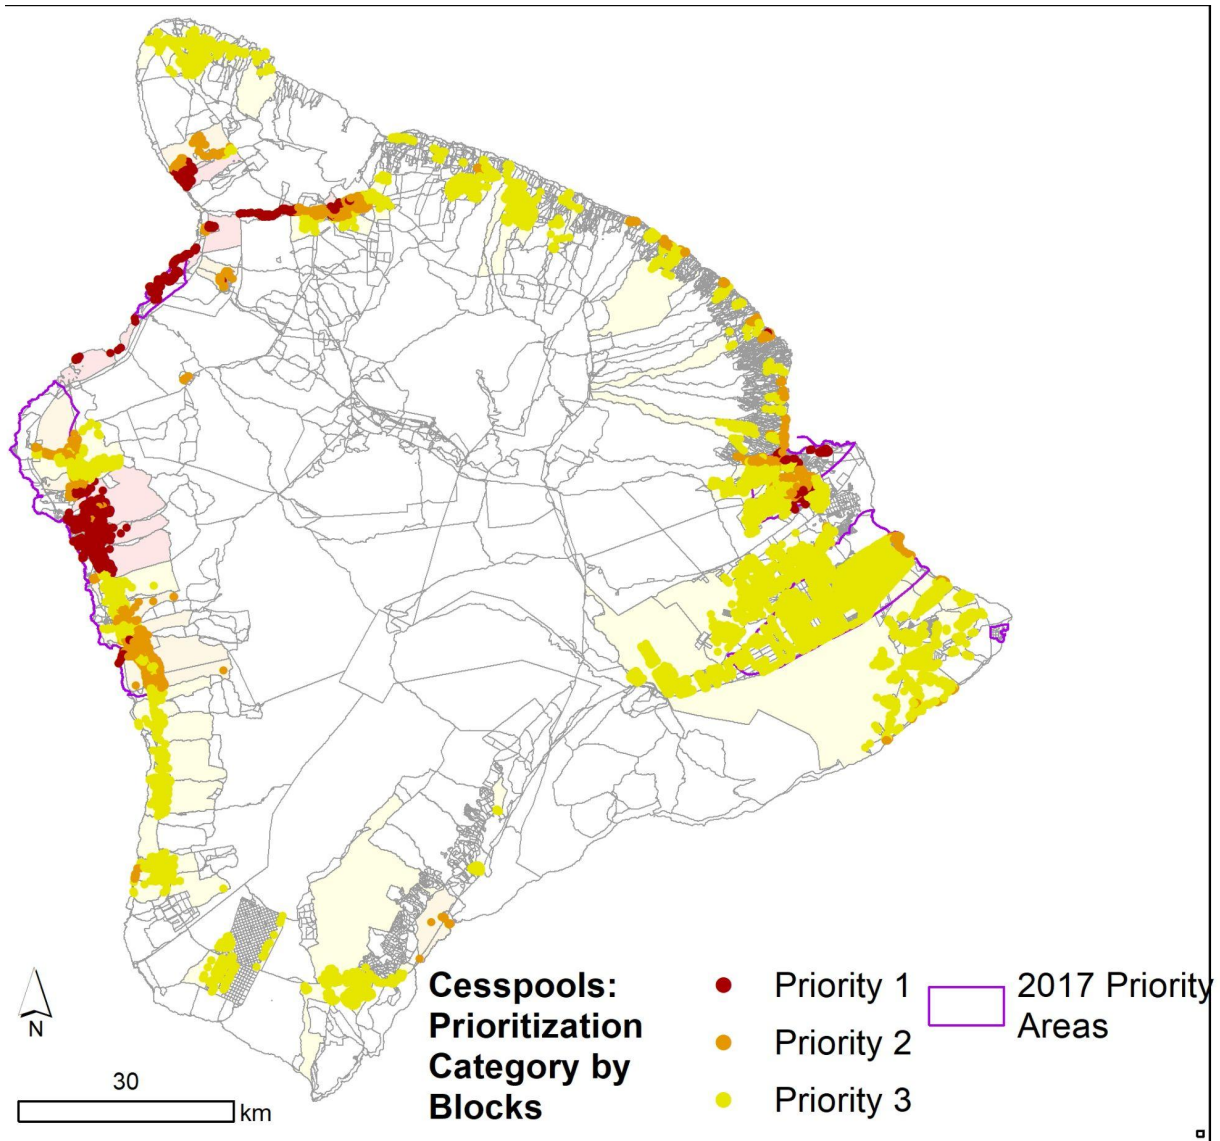 N
30
km
Cesspools:
Prioritization
Category by
Blocks
Priority 1
Priority 2
Priority 3
2017 Priority
Areas